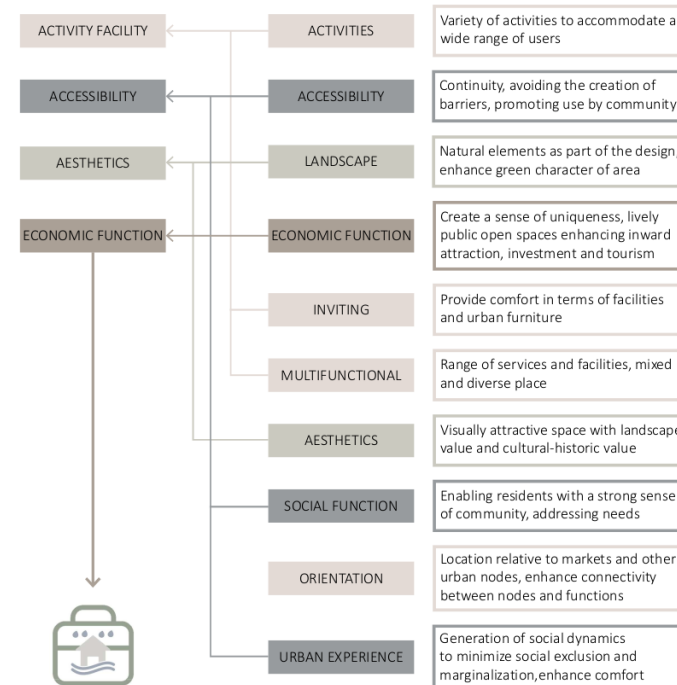 ACTIVITY FACILITY
ACTIVITIES
Variety of activities to accommodate a
wide range of users
ACCESSIBILITY
ACCESSIBILITY
Continuity, avoiding the creation of
barriers, promoting use by community
AESTHETICS
LANDSCAPE
Natural elements as part of the design,
enhance green character of area
ECONOMIC FUNCTION
ECONOMIC FUNCTION
Create a sense of uniqueness, lively
public open spaces enhancing inward
attraction, investment and tourism
INVITING
Provide comfort in terms of facilities
and urban furniture
MULTIFUNCTIONAL
Range of services and facilities, mixed
and diverse place
AESTHETICS
Visually attractive space with landscape
value and cultural-historic value
SOCIAL FUNCTION
Enabling residents with a strong sense
of community, addressing needs
ORIENTATION
Location relative to markets and other
urban nodes, enhance connectivity
between nodes and functions
URBAN EXPERIENCE
Generation of social dynamics
to minimize social exclusion and
marginalization,enhance comfort